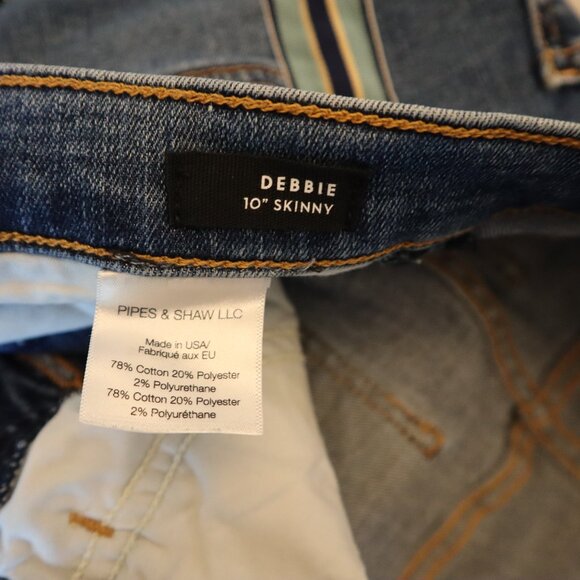 DEBBIE
10" SKINNY
PIPES & SHAW LLC
Made in USA/
Fabriqué aux EU
78% Cotton 20% Polyester
2% Polyurethane
78% Cotton 20% Polyester
2% Polyuréthane